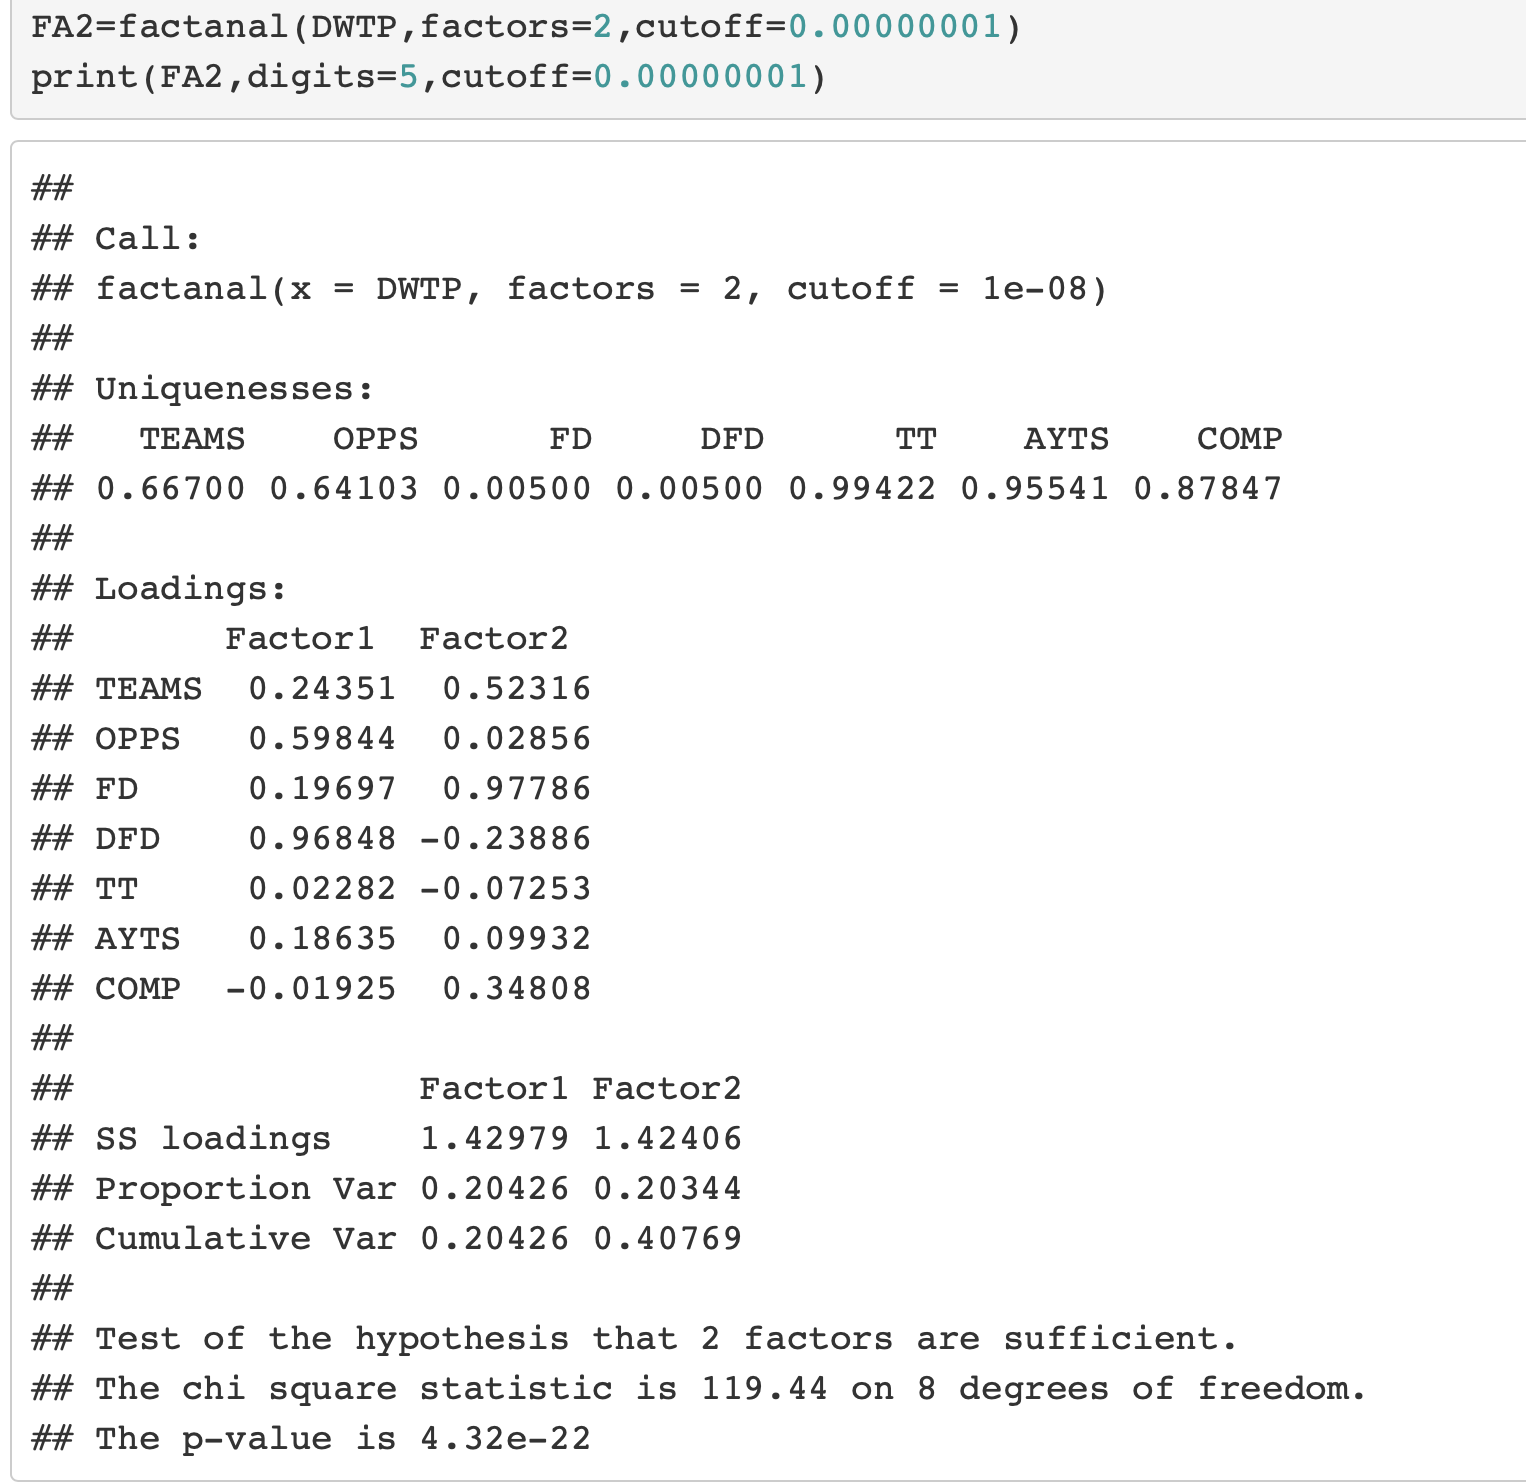 FA2=factanal(DWTP,factors=2,cutoff=0.00000001)
print(FA2,digits=5,cutoff=0.00000001)
##
## Call:
## factanal(x = DWTP, factors = 2, cutoff = 1e-08)
##
## Uniquenesses:
##   TEAMS    OPPS      FD     DFD      TT    AYTS    COMP
## 0.66700 0.64103 0.00500 0.00500 0.99422 0.95541 0.87847
##
## Loadings:
##       Factor1  Factor2
## TEAMS  0.24351  0.52316
## OPPS   0.59844  0.02856
## FD     0.19697  0.97786
## DFD    0.96848 -0.23886
## TT     0.02282 -0.07253
## AYTS   0.18635  0.09932
## COMP  -0.01925  0.34808
##
##                Factor1 Factor2
## SS loadings    1.42979 1.42406
## Proportion Var 0.20426 0.20344
## Cumulative Var 0.20426 0.40769
##
## Test of the hypothesis that 2 factors are sufficient.
## The chi square statistic is 119.44 on 8 degrees of freedom.
## The p-value is 4.32e-22